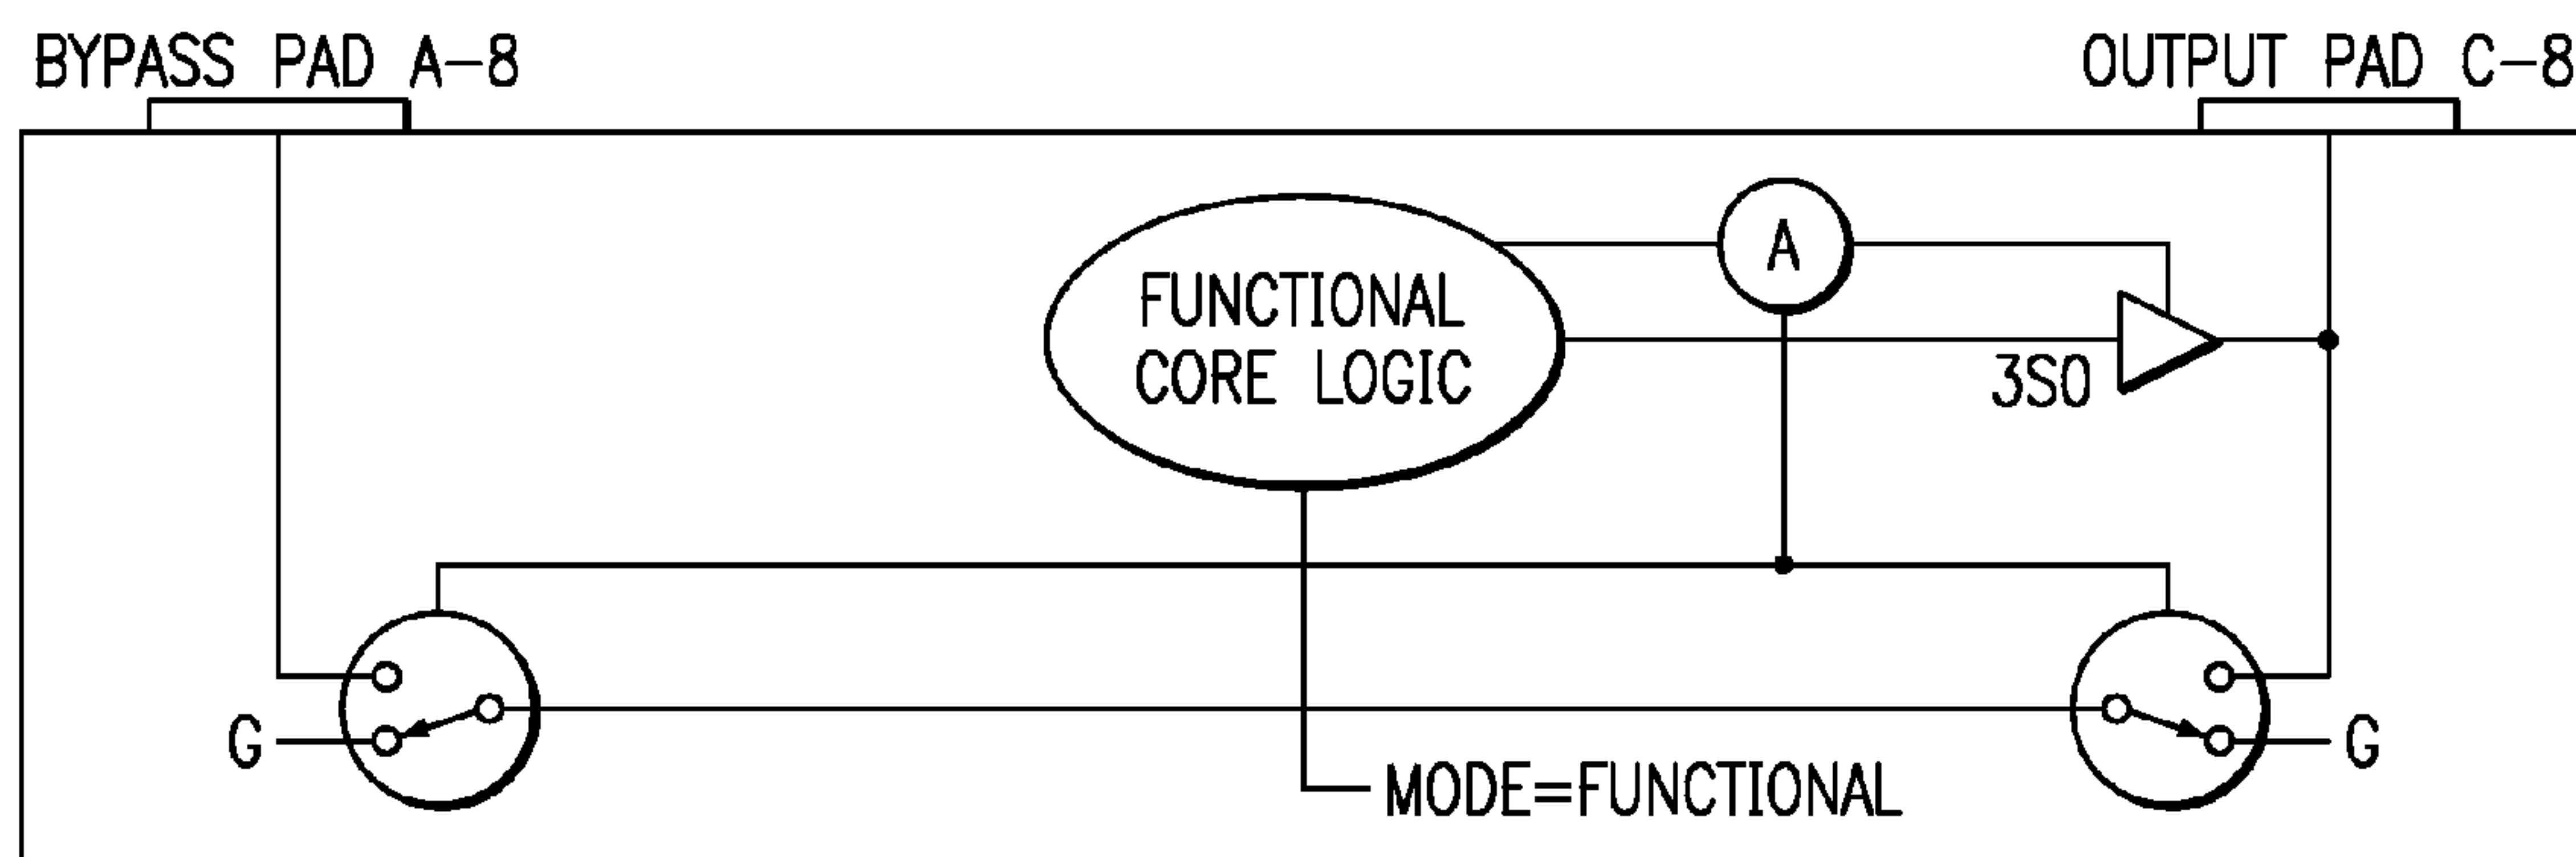 BYPASS PAD A-8
OUTPUT PAD C-8
A
FUNCTIONAL
CORE LOGIC
3SO
G
G
MODE=FUNCTIONAL